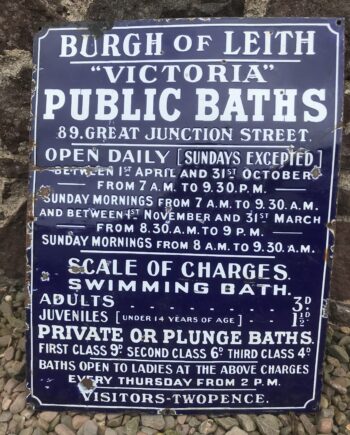 BURGH OF LEITH
"VICTORIA"
PUBLIC BATHS
89. GREAT JUNCTION STREET.
OPEN DAILY [SUNDAYS EXCEPTED]
BETWEEN 1ST APRIL AND 31ST OCTOBER
— FROM 7 A.M. TO 9.30. P.M. —
SUNDAY MORNINGS FROM 7 A.M. TO 9.30. A.M.
AND BETWEEN 1ST NOVEMBER AND 31ST MARCH
— FROM 8.30. A.M. TO 9 P.M. —
SUNDAY MORNINGS FROM 8 A.M. TO 9.30. A.M.
SCALE OF CHARGES.
SWIMMING BATH.
ADULTS - - - - - - - 3D.
JUVENILES [UNDER 14 YEARS OF AGE] - - 1½D.
PRIVATE OR PLUNGE BATHS.
FIRST CLASS 9D SECOND CLASS 6D THIRD CLASS 4D
BATHS OPEN TO LADIES AT THE ABOVE CHARGES
EVERY THURSDAY FROM 2 P.M.
VISITORS-TWOPENCE.